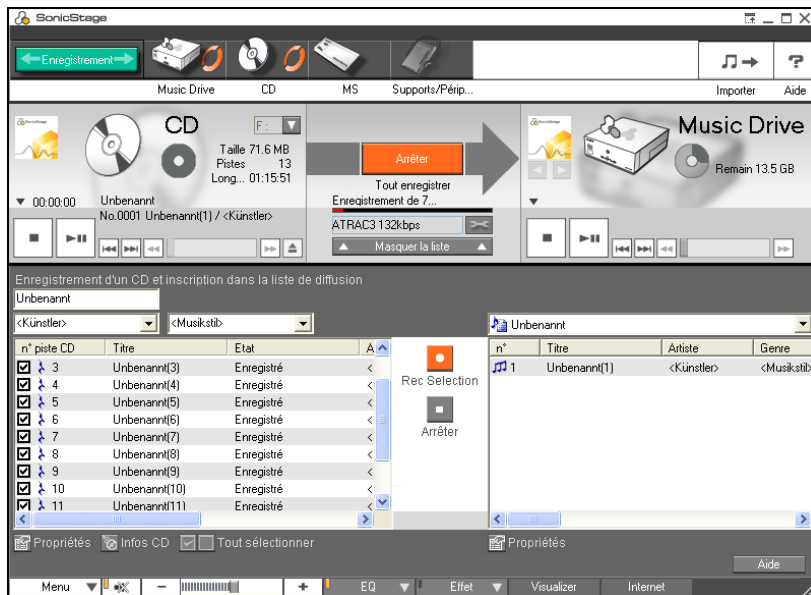 SonicStage
Enregistrement
Music Drive
CD
MS
Supports/Périp...
Importer
Aide
CD
F:
Taille 71.6 MB
Pistes 13
Long... 01:15:51
00:00:00
Unbenannt
No.0001 Unbenannt(1) / <Künstler>
Arrêter
Tout enregistrer
Enregistrement de 7...
ATRAC3 132kbps
Masquer la liste
Music Drive
Remain 13.5 GB
Enregistrement d'un CD et inscription dans la liste de diffusion
Unbenannt
<Künstler> <Musikstil>
n° piste CD Titre Etat A
3 Unbenannt(3) Enregistré <
4 Unbenannt(4) Enregistré <
5 Unbenannt(5) Enregistré <
6 Unbenannt(6) Enregistré <
7 Unbenannt(7) Enregistré <
8 Unbenannt(8) Enregistré <
9 Unbenannt(9) Enregistré <
10 Unbenannt(10) Enregistré <
11 Unbenannt(11) Enregistré <
Rec Selection
Arrêter
Unbenannt
n° Titre Artiste Genre
1 Unbenannt(1) <Künstler> <Musikstil>
Propriétés Infos CD Tout sélectionner
Propriétés
Aide
Menu EQ Effet Visualizer Internet